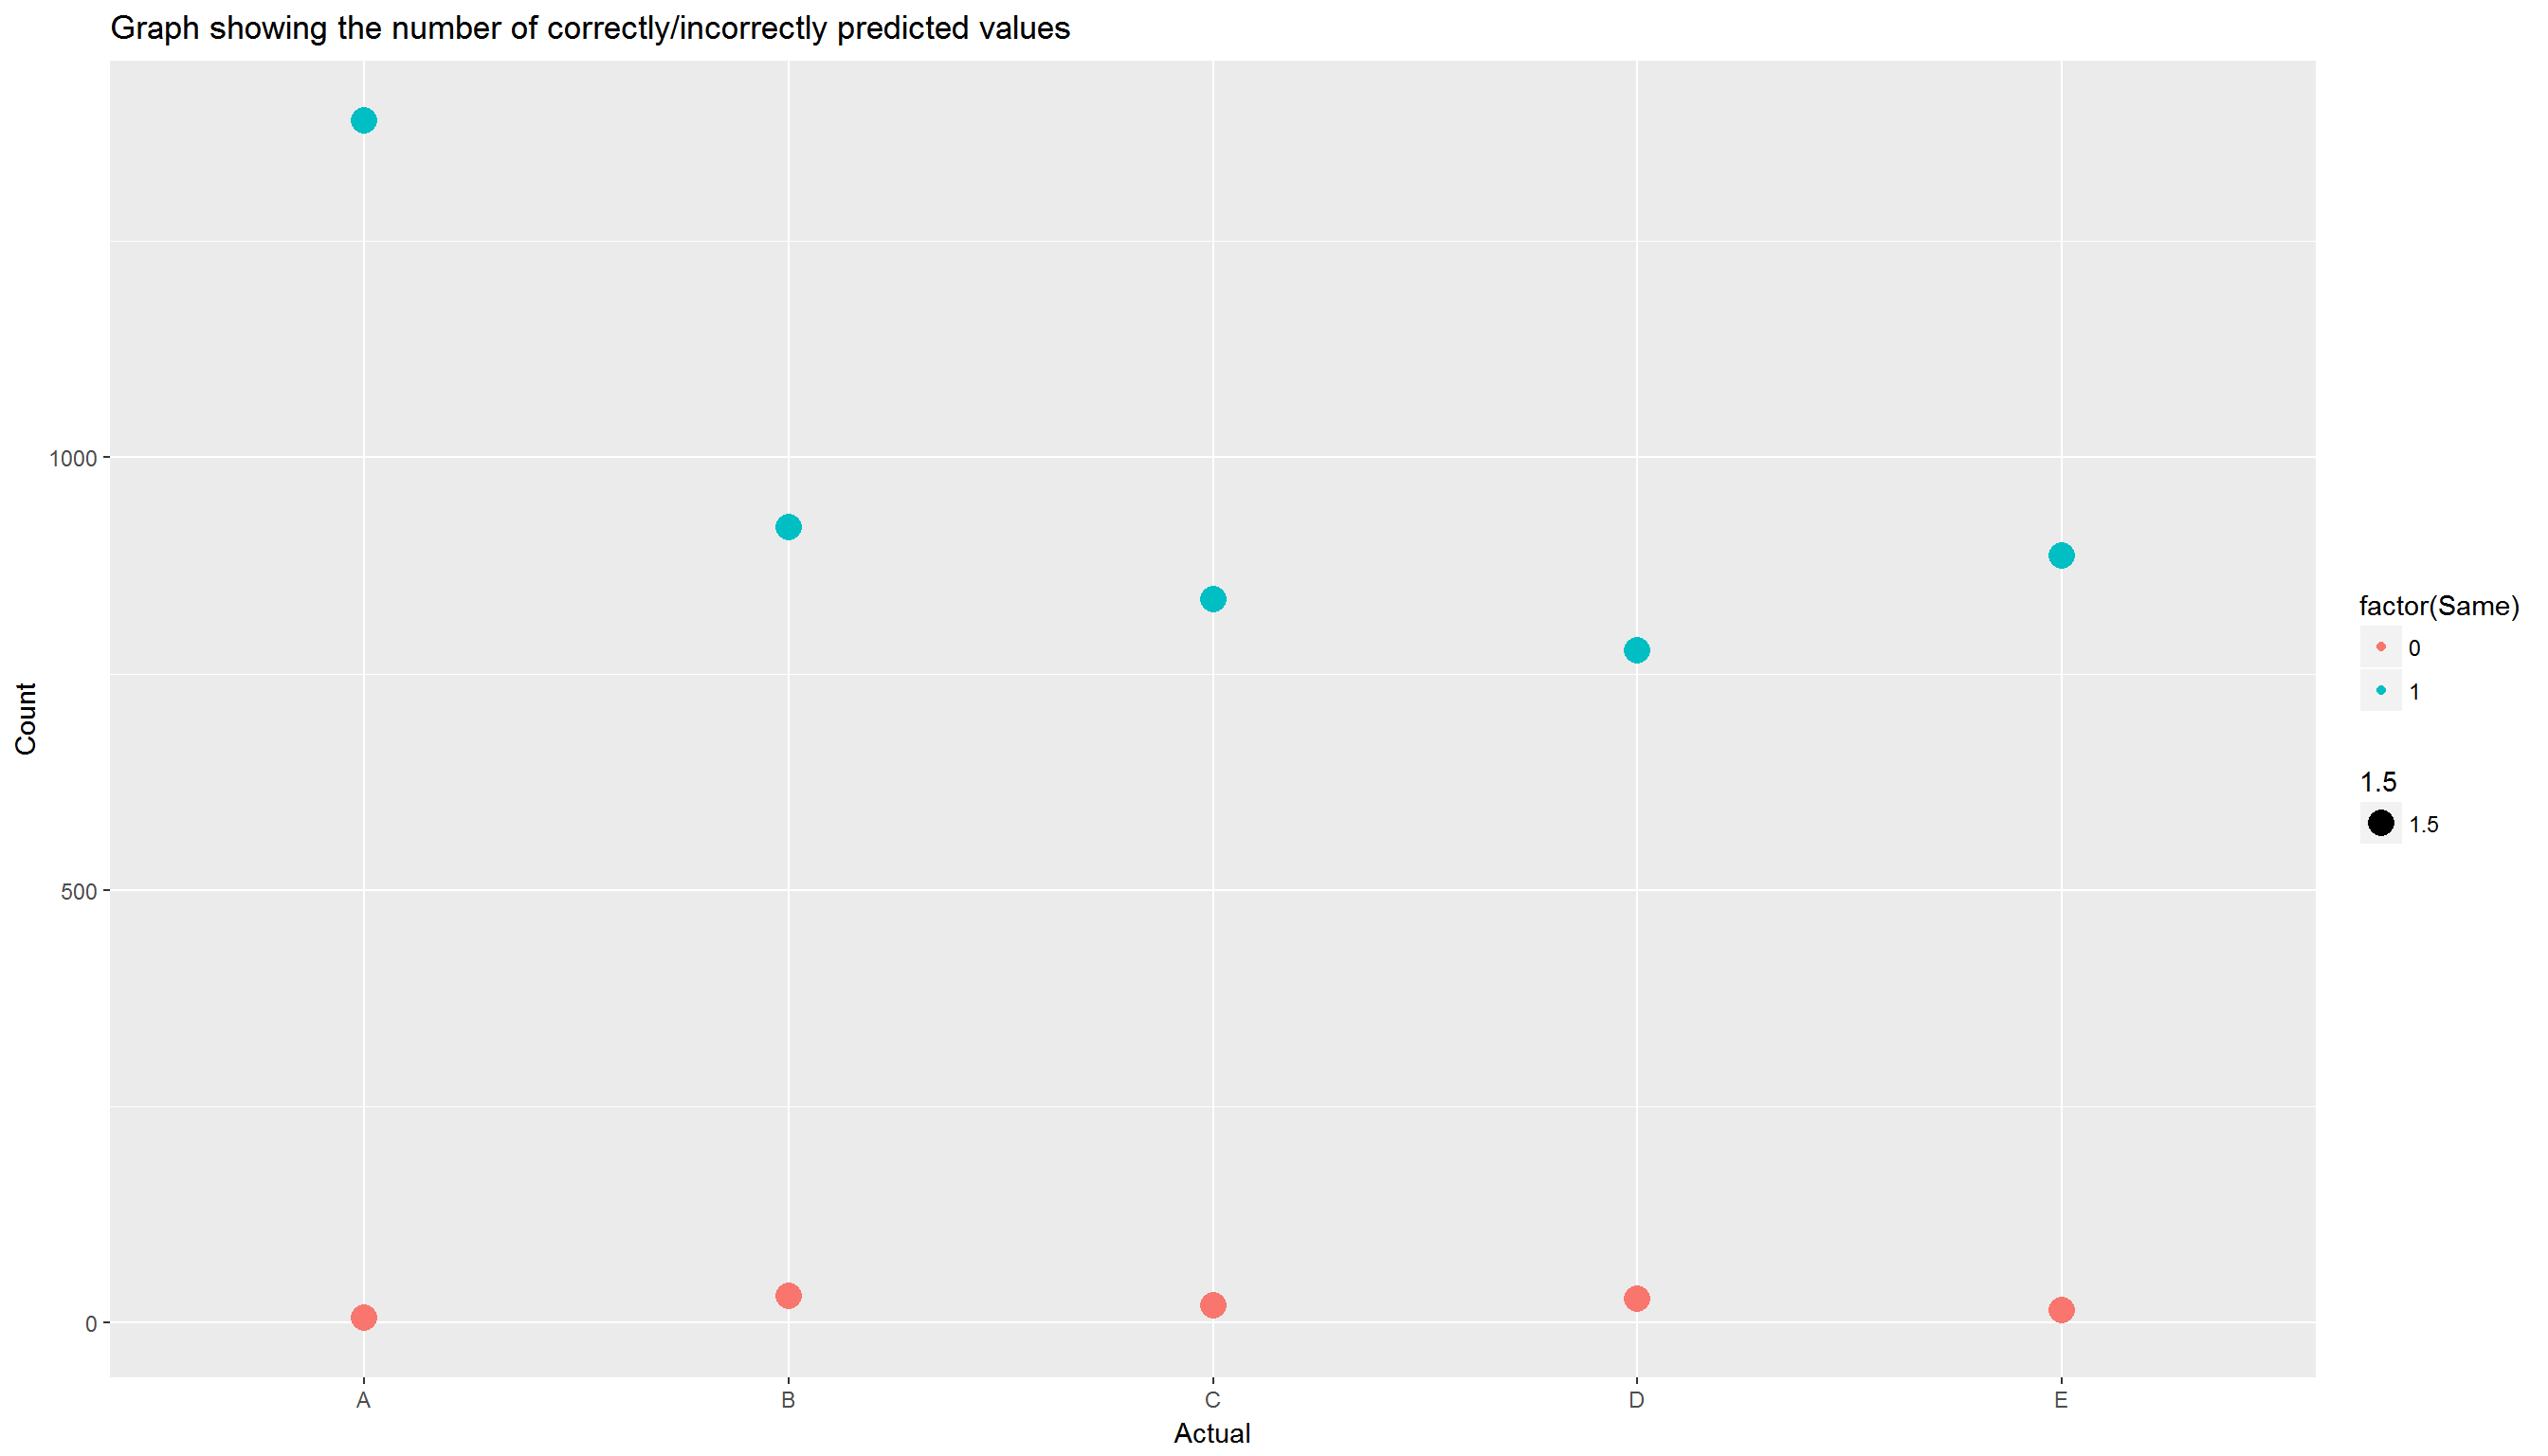 Graph showing the number of correctly/incorrectly predicted values
Count
1000
500
0
A B C D E
Actual
factor(Same)
0
1
1.5
1.5